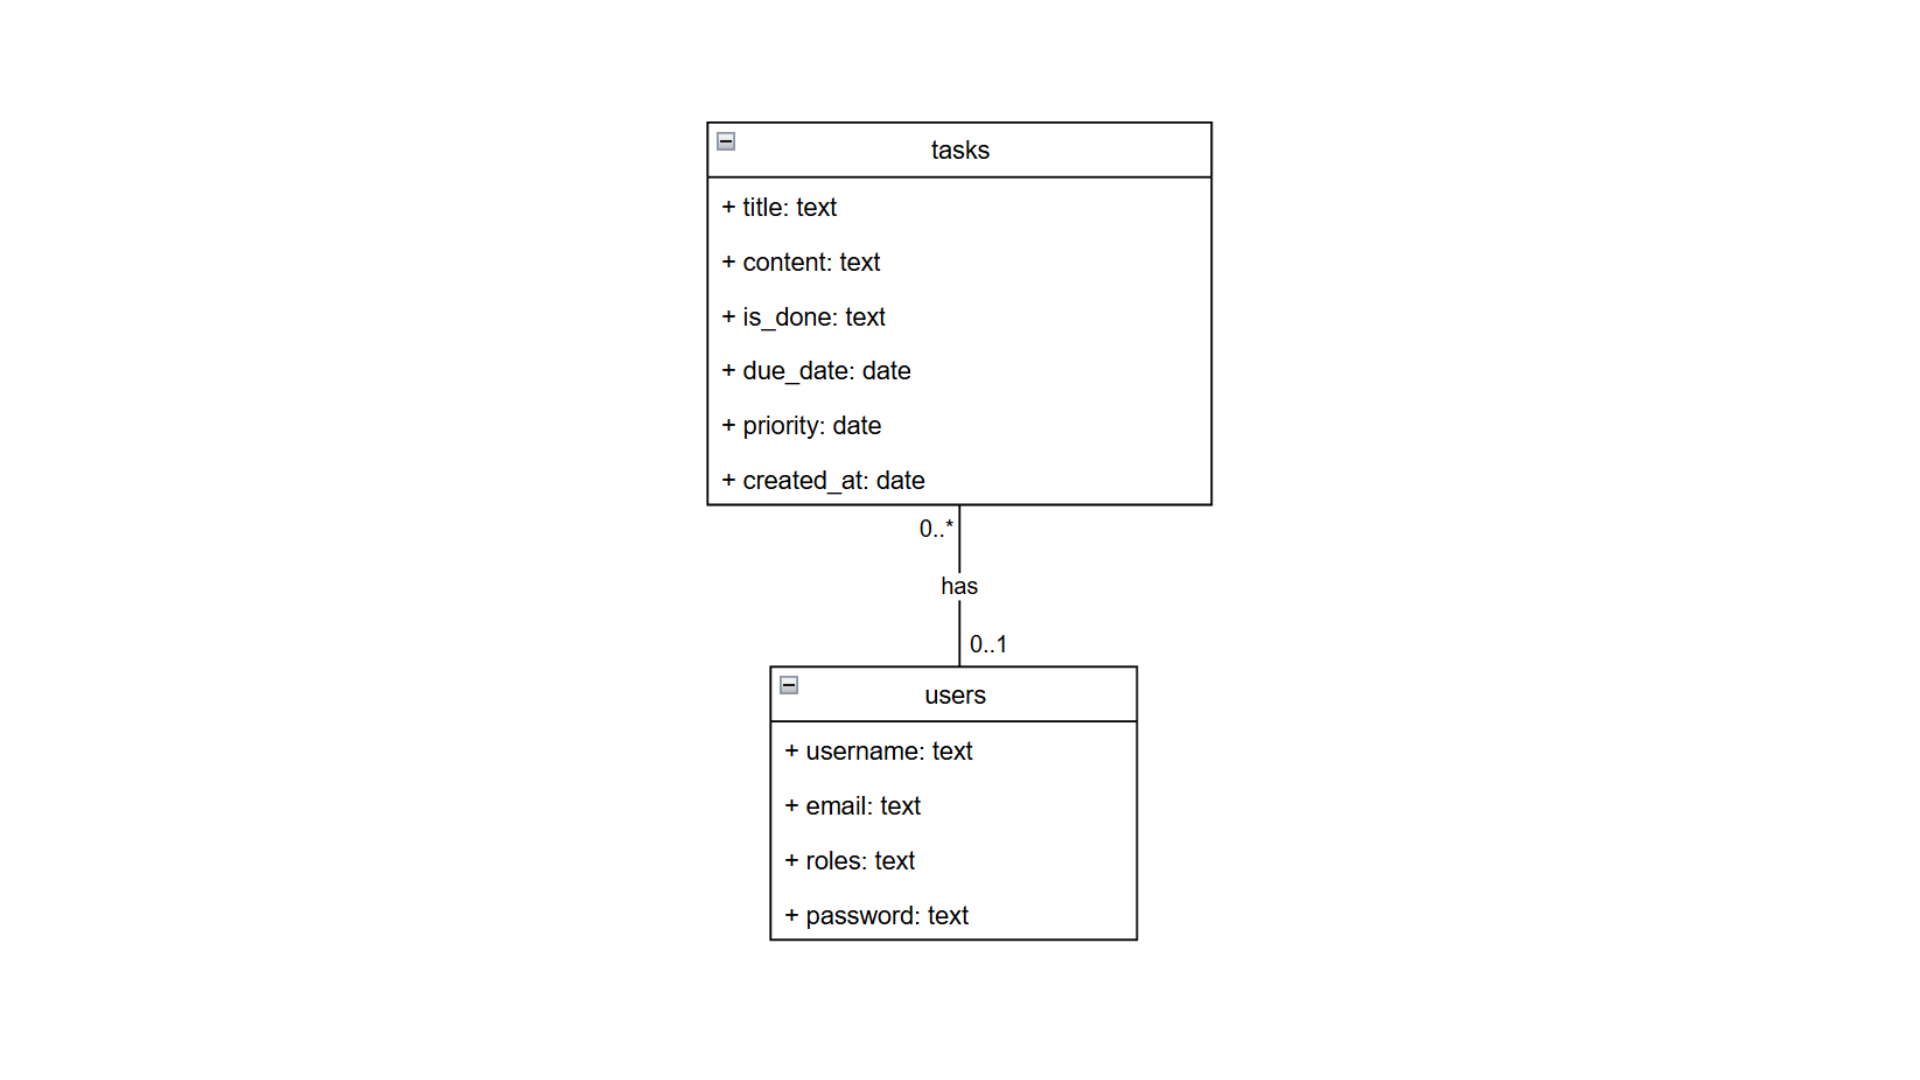 tasks
+ title: text
+ content: text
+ is_done: text
+ due_date: date
+ priority: date
+ created_at: date
0..*
has
0..1
users
+ username: text
+ email: text
+ roles: text
+ password: text